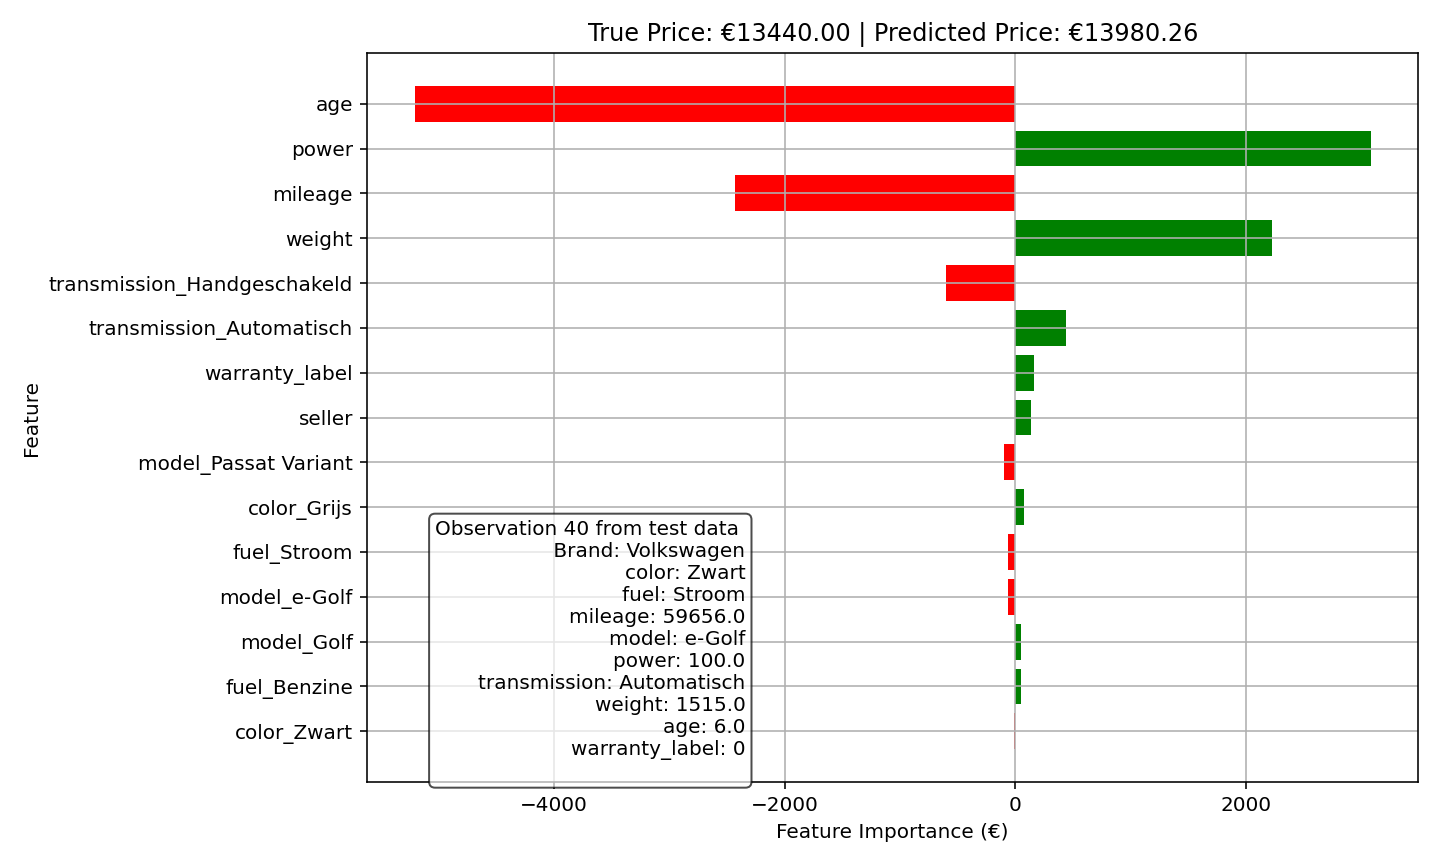 True Price: €13440.00 | Predicted Price: €13980.26
Feature
age
power
mileage
weight
transmission_Handgeschakeld
transmission_Automatisch
warranty_label
seller
model_Passat Variant
color_Grijs
fuel_Stroom
model_e-Golf
model_Golf
fuel_Benzine
color_Zwart
Observation 40 from test data
Brand: Volkswagen
color: Zwart
fuel: Stroom
mileage: 59656.0
model: e-Golf
power: 100.0
transmission: Automatisch
weight: 1515.0
age: 6.0
warranty_label: 0
−4000 −2000 0 2000
Feature Importance (€)